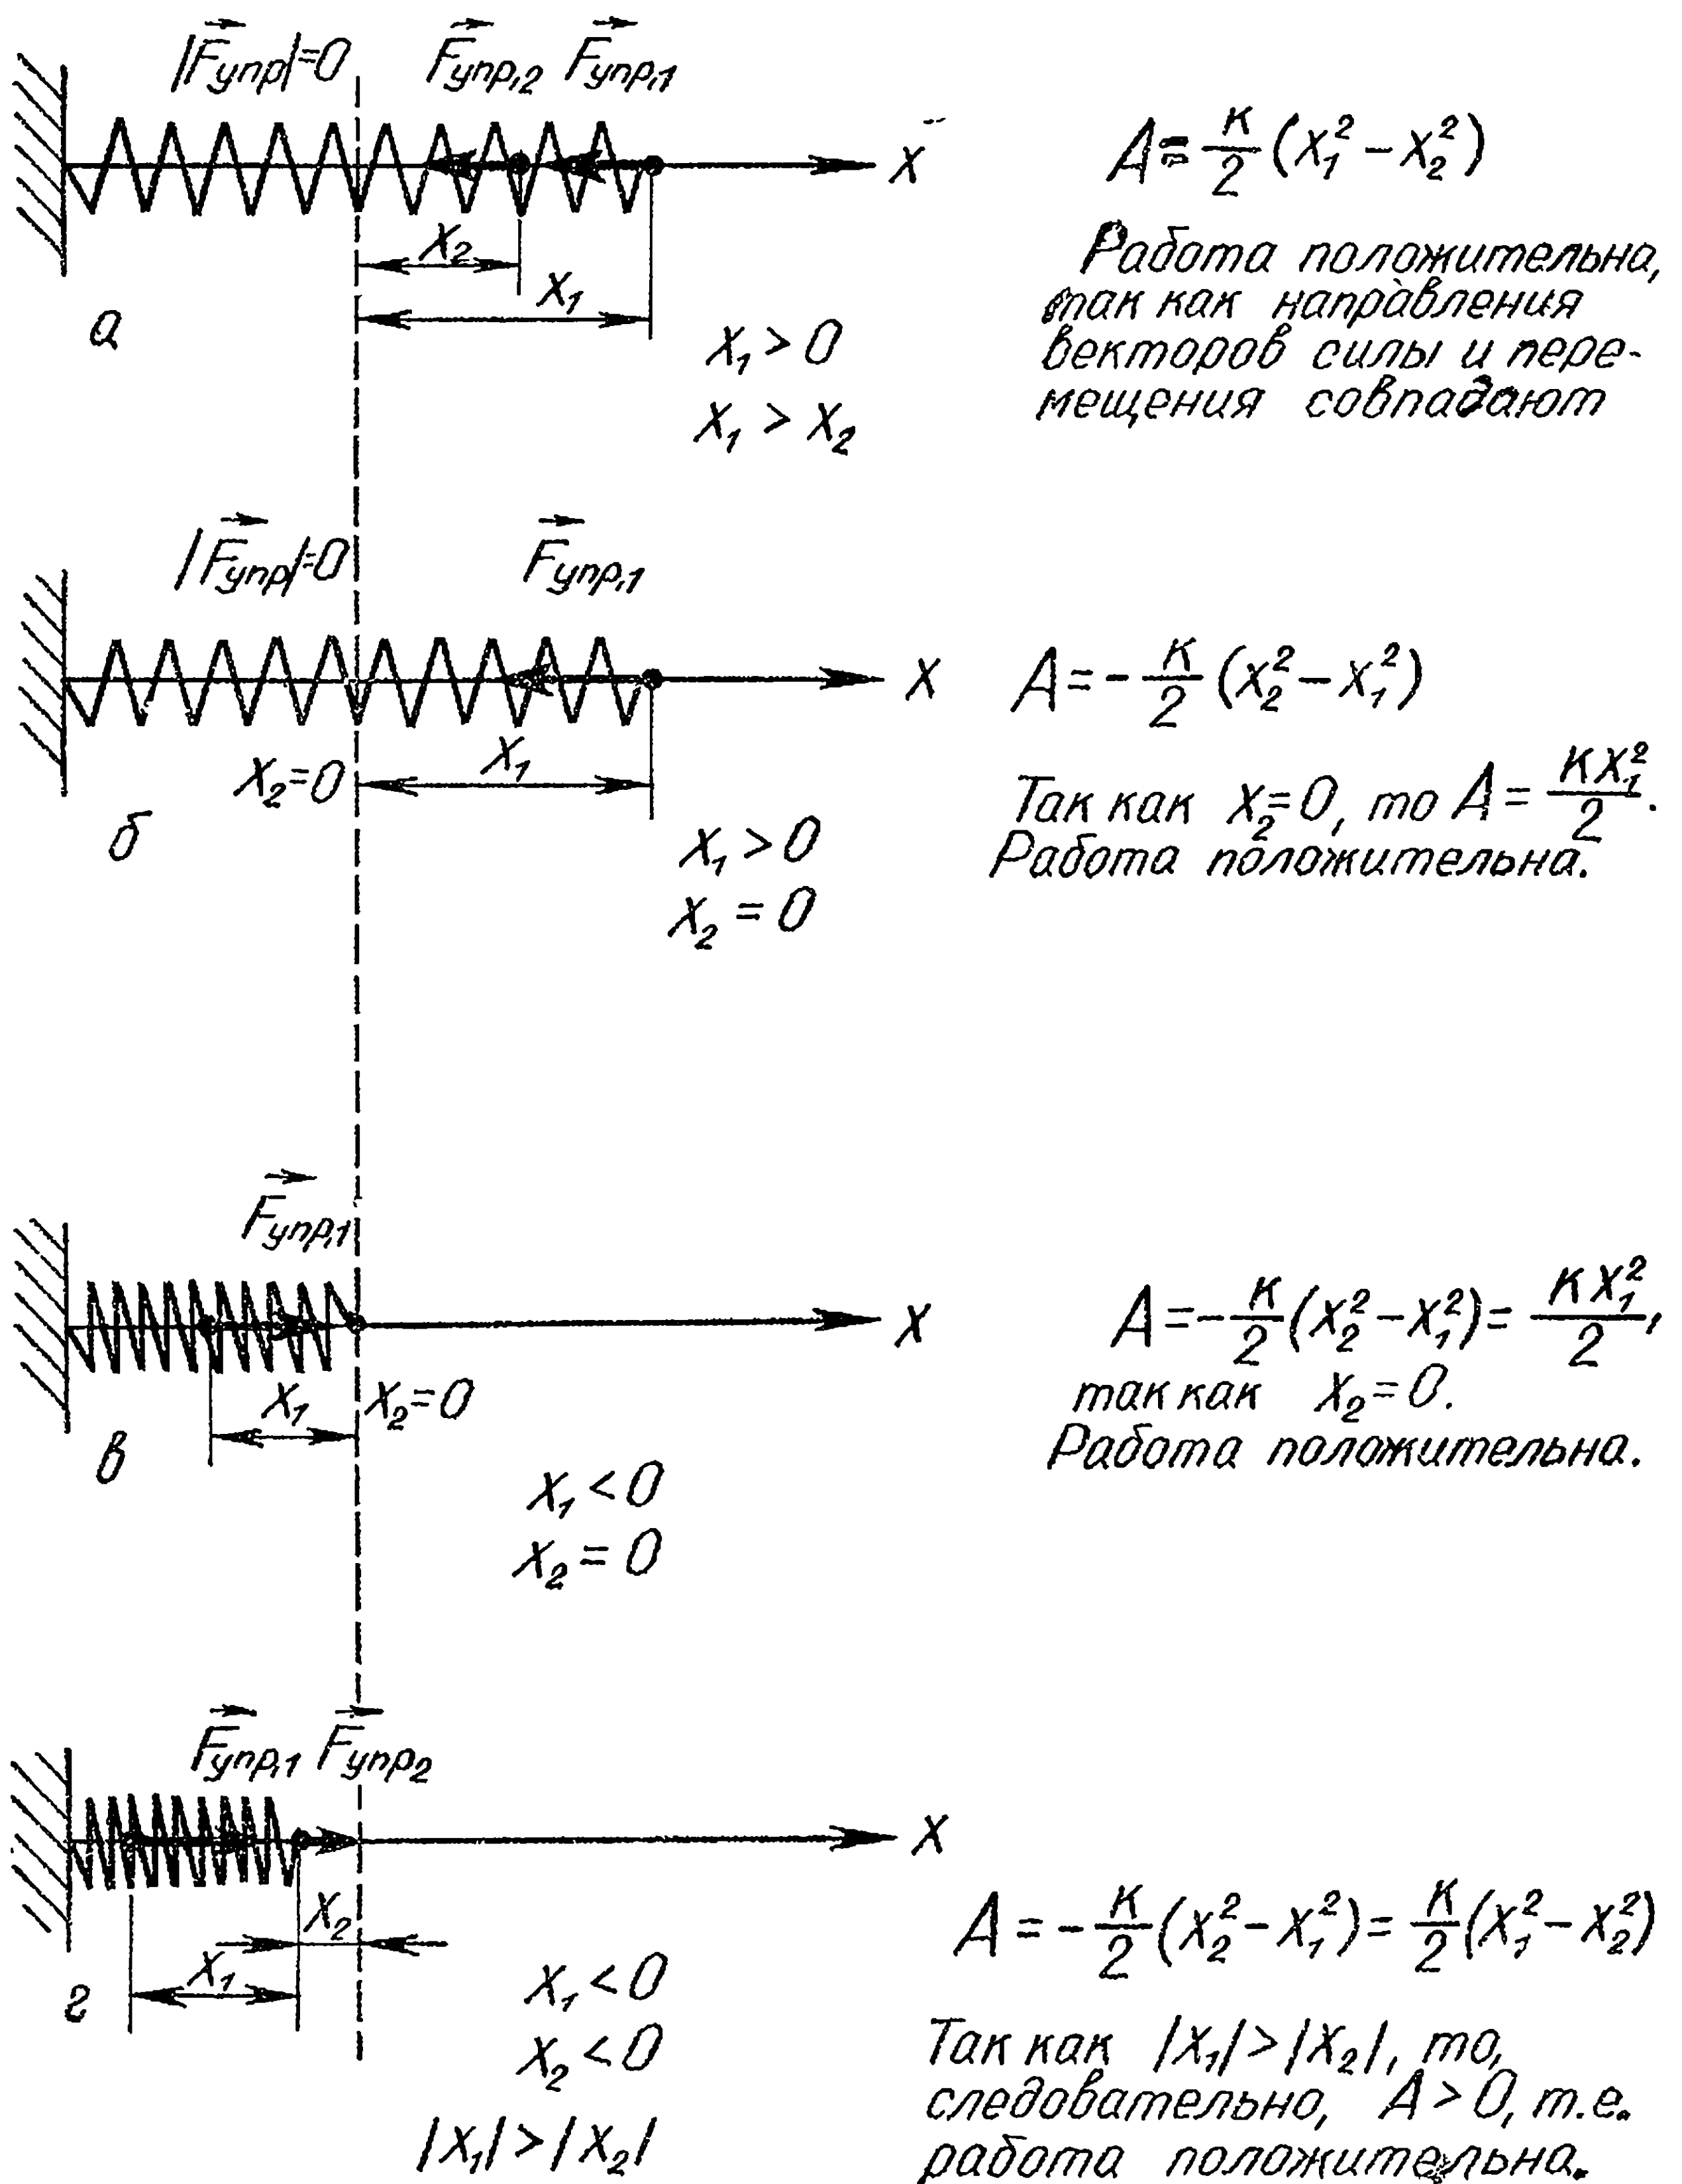 |F⃗упр|=0 F⃗упр,2 F⃗упр,1
X
A = K/2 (X₁² − X₂²)
X₂
X₁
а
X₁ > 0
X₁ > X₂
Работа положительна,
так как направления
векторов силы и пере-
мещения совпадают
|F⃗упр|=0 F⃗упр,1
X
A = − K/2 (X₂² − X₁²)
X₂=0
X₁
б
X₁ > 0
X₂ = 0
Так как X₂=0, то A = KX₁²/2.
Работа положительна.
F⃗упр,1
X
X₁
X₂=0
в
X₁ < 0
X₂ = 0
A = − K/2 (X₂² − X₁²) = KX₁²/2,
так как X₂=0.
Работа положительна.
F⃗упр,1 F⃗упр2
X
X₂
X₁
г
X₁ < 0
X₂ < 0
|X₁| > |X₂|
A = − K/2 (X₂² − X₁²) = K/2 (X₁² − X₂²)
Так как |X₁| > |X₂|, то,
следовательно, A > 0, т.е.
работа положительна.